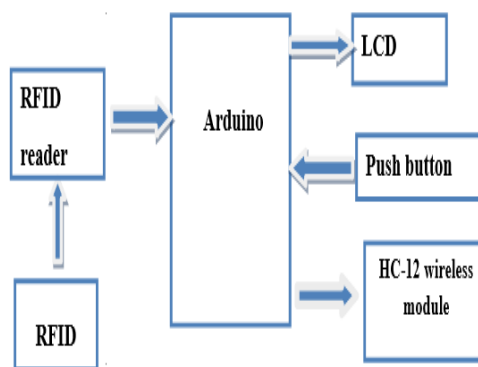 RFID
reader
RFID
Arduino
LCD
Push button
HC-12 wireless
module